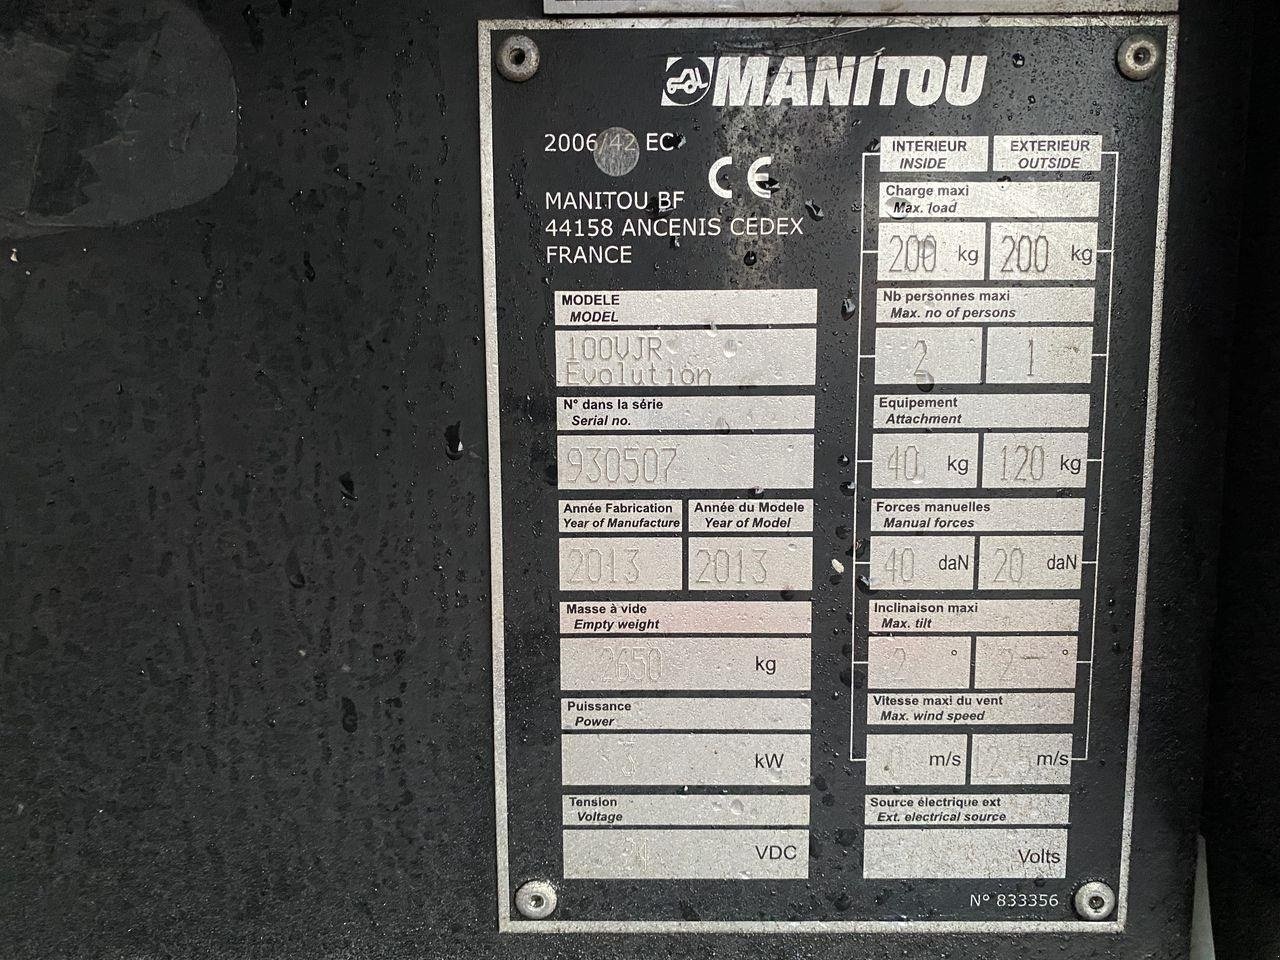 MANITOU
2006/42 EC
CE
MANITOU BF
44158 ANCENIS CEDEX
FRANCE
MODELE
MODEL
100VJR
Evolution
N° dans la série
Serial no.
930507
Année Fabrication
Year of Manufacture
2013
Année du Modele
Year of Model
2013
Masse à vide
Empty weight
2650 kg
Puissance
Power
3 kW
Tension
Voltage
24 VDC
INTERIEUR
INSIDE
EXTERIEUR
OUTSIDE
Charge maxi
Max. load
200 kg 200 kg
Nb personnes maxi
Max. no of persons
2 1
Equipement
Attachment
40 kg 120 kg
Forces manuelles
Manual forces
40 daN 20 daN
Inclinaison maxi
Max. tilt
2 ° 2 °
Vitesse maxi du vent
Max. wind speed
0 m/s m/s
Source électrique ext
Ext. electrical source
Volts
N° 833356